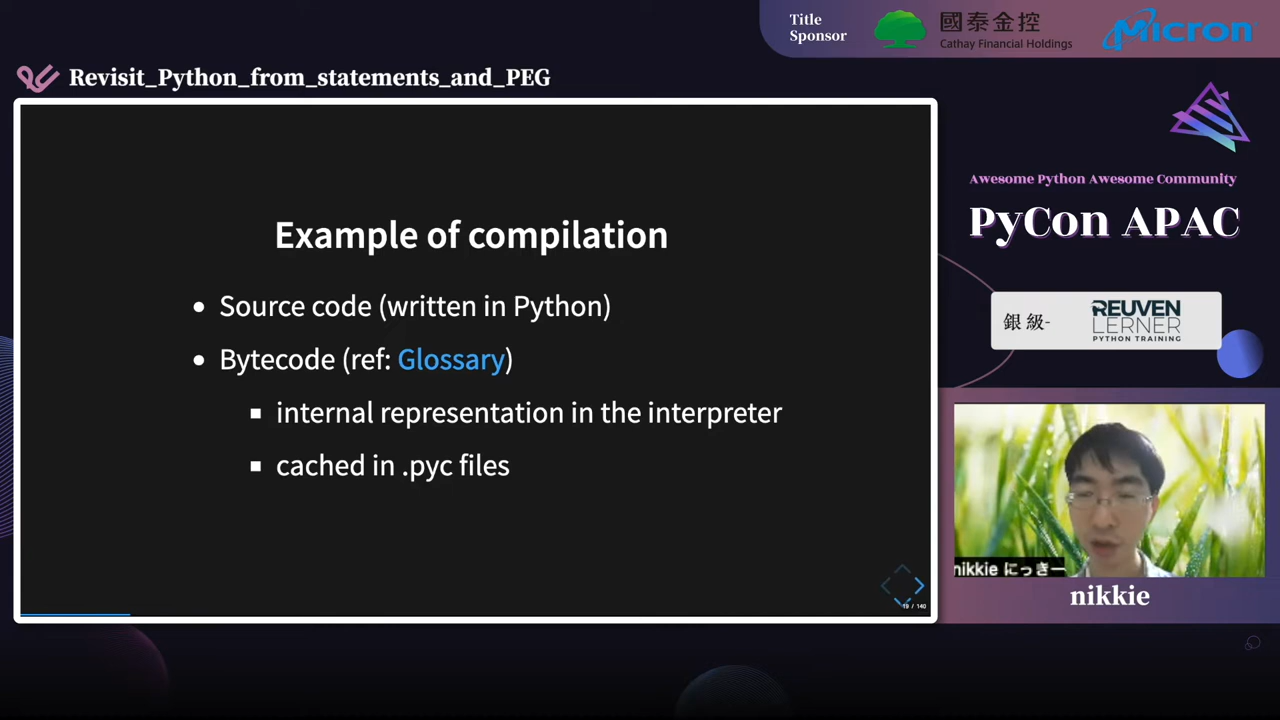 Title
Sponsor
國泰金控
Cathay Financial Holdings
Micron
Revisit_Python_from_statements_and_PEG
Example of compilation
• Source code (written in Python)
• Bytecode (ref: Glossary)
▪ internal representation in the interpreter
▪ cached in .pyc files
19 / 140
Awesome Python Awesome Community
PyCon APAC
銀級-
REUVEN
LERNER
PYTHON TRAINING
nikkie にっきー
nikkie